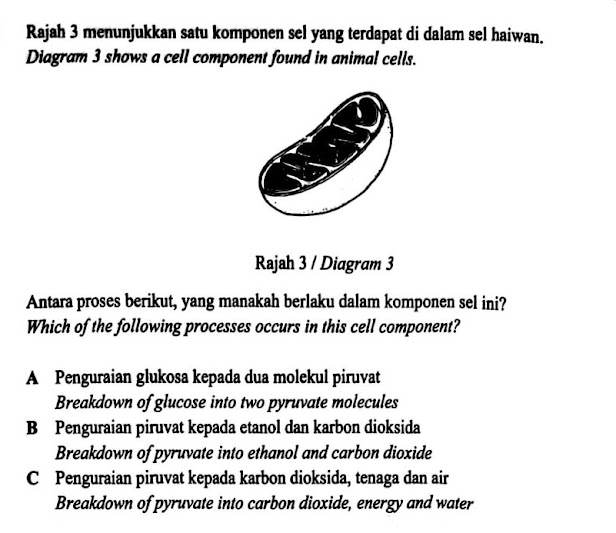 Rajah 3 menunjukkan satu komponen sel yang terdapat di dalam sel haiwan.
Diagram 3 shows a cell component found in animal cells.
Rajah 3 / Diagram 3
Antara proses berikut, yang manakah berlaku dalam komponen sel ini?
Which of the following processes occurs in this cell component?
A Penguraian glukosa kepada dua molekul piruvat
Breakdown of glucose into two pyruvate molecules
B Penguraian piruvat kepada etanol dan karbon dioksida
Breakdown of pyruvate into ethanol and carbon dioxide
C Penguraian piruvat kepada karbon dioksida, tenaga dan air
Breakdown of pyruvate into carbon dioxide, energy and water